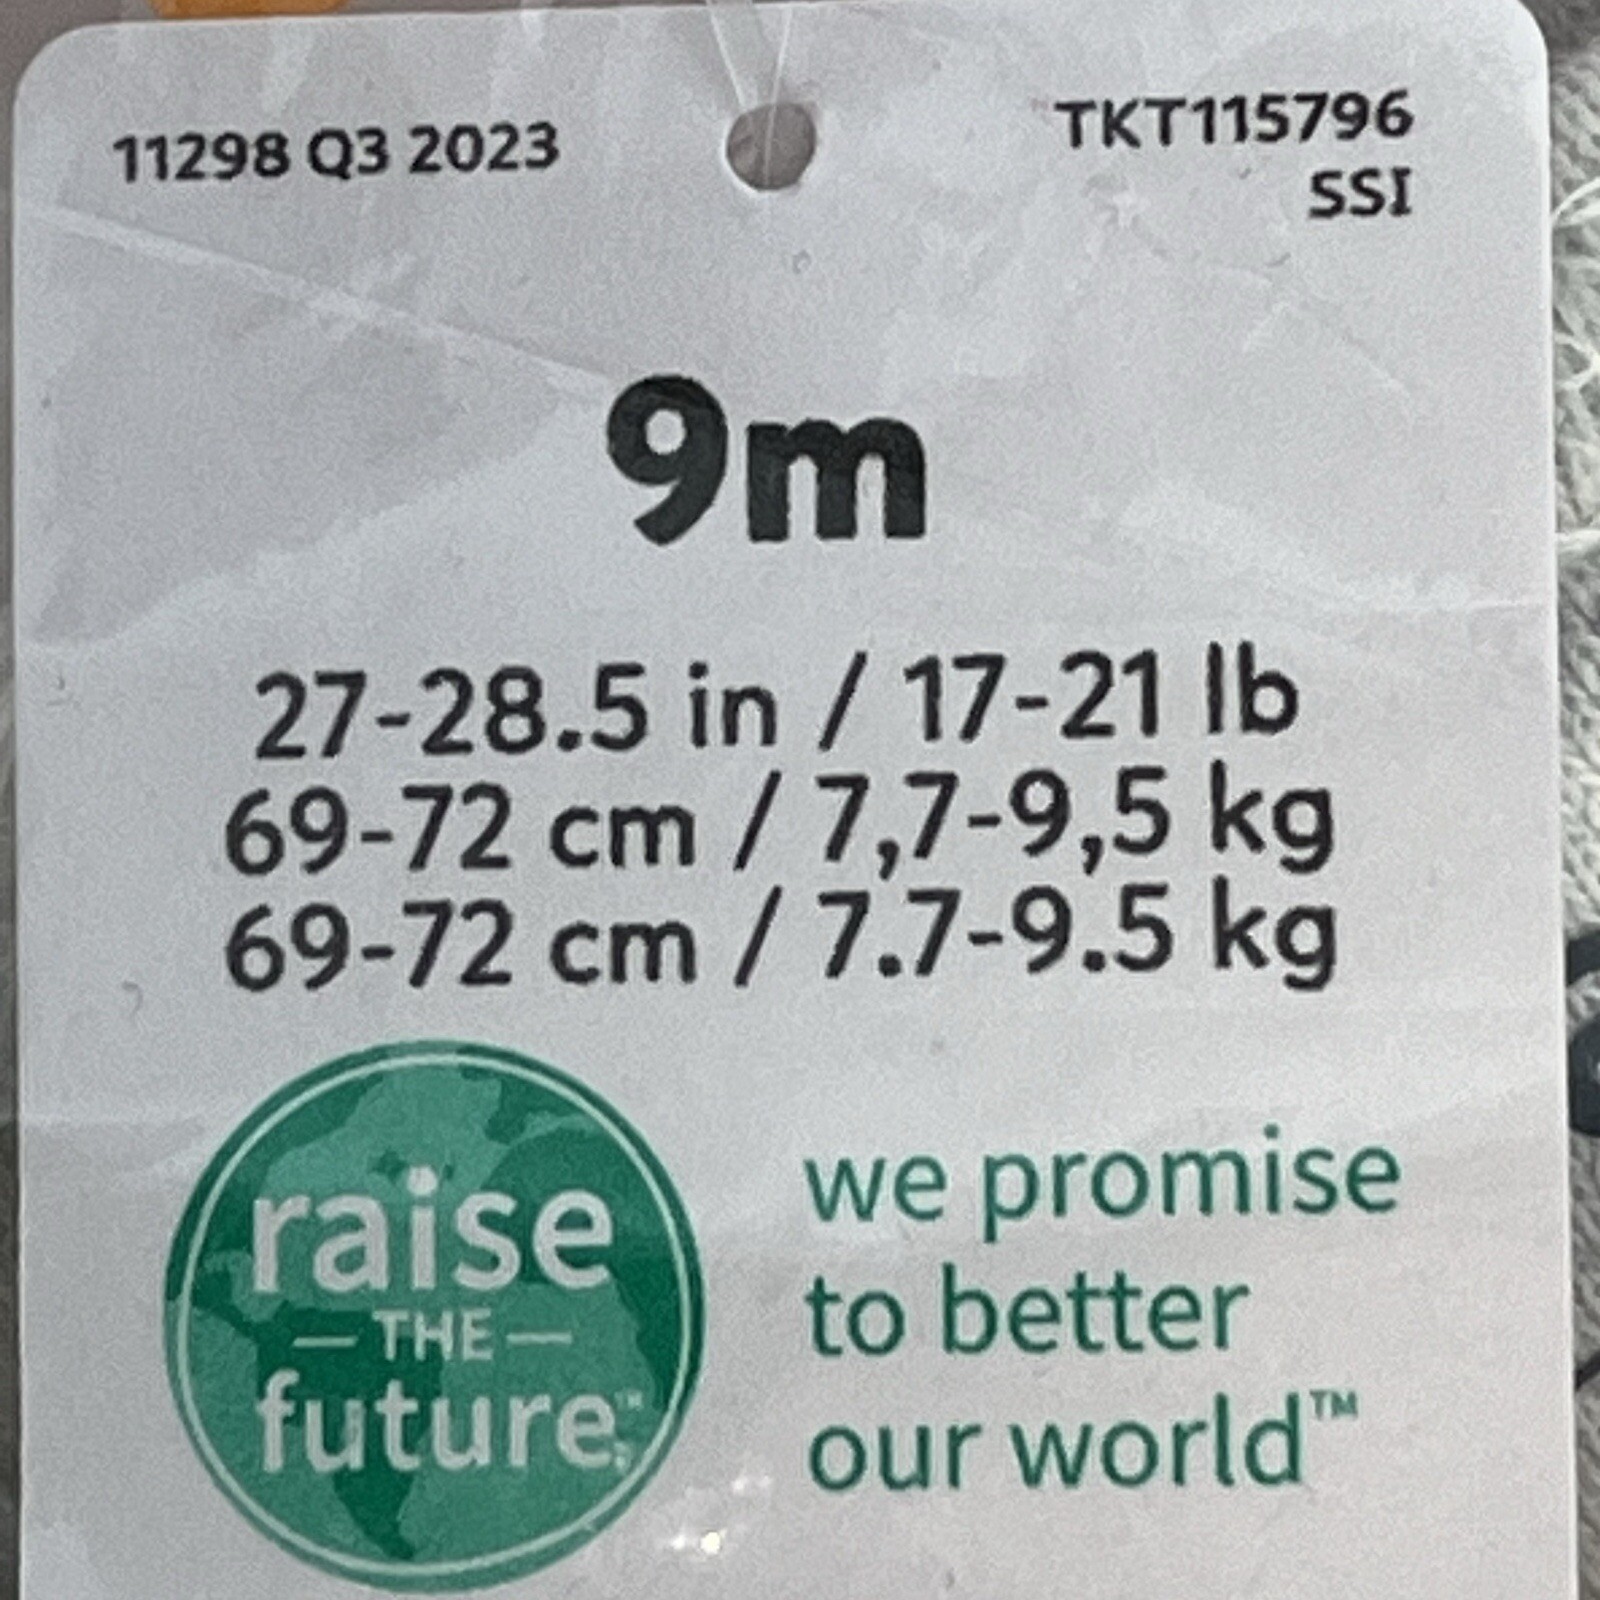 11298 Q3 2023
TKT115796
SSI
9m
27-28.5 in / 17-21 lb
69-72 cm / 7,7-9,5 kg
69-72 cm / 7.7-9.5 kg
raise
— THE —
future™
we promise
to better
our world™